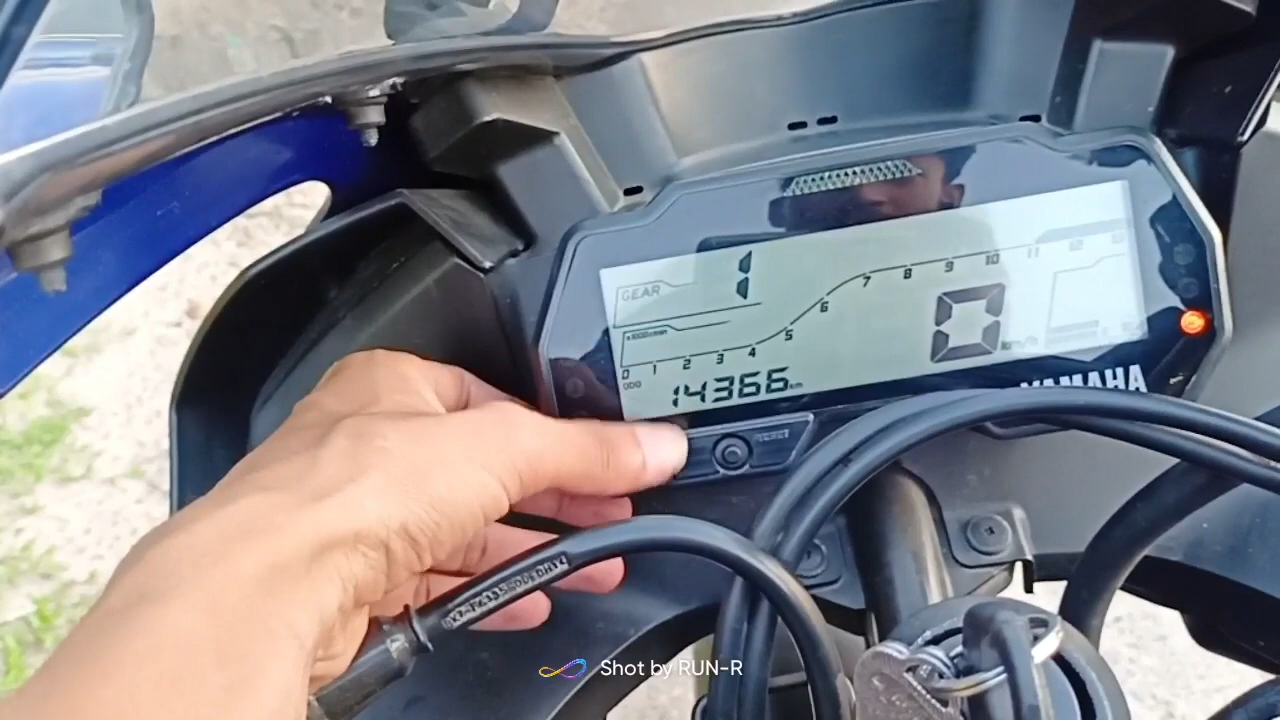 GEAR
1
x1000r/min
0 1 2 3 4 5 6 7 8 9 10 11 12
0
km/h
ODO
14366 km
YAMAHA
Shot by RUN-R